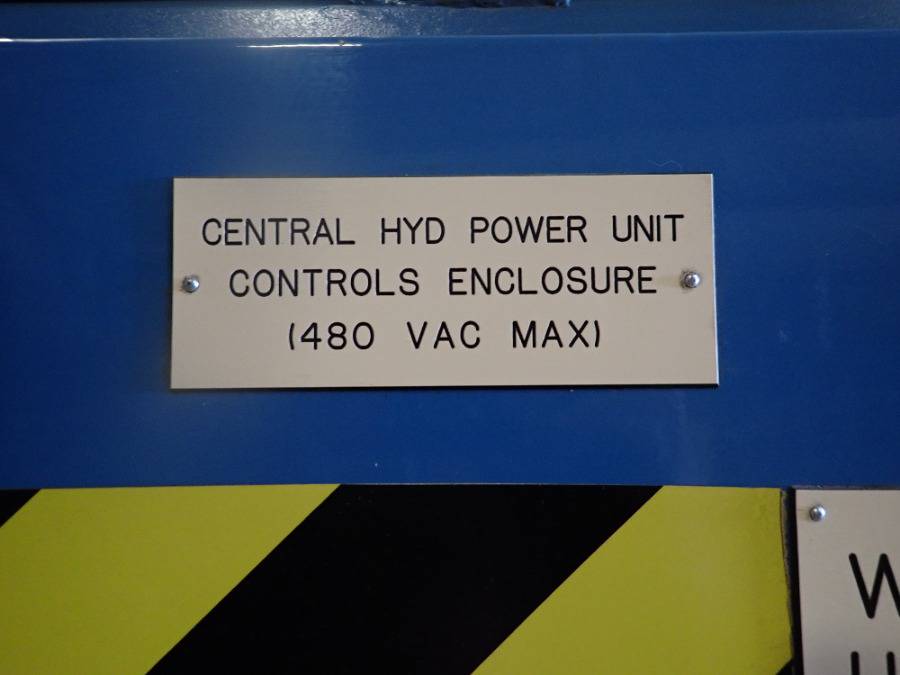 CENTRAL HYD POWER UNIT
CONTROLS ENCLOSURE
(480 VAC MAX)